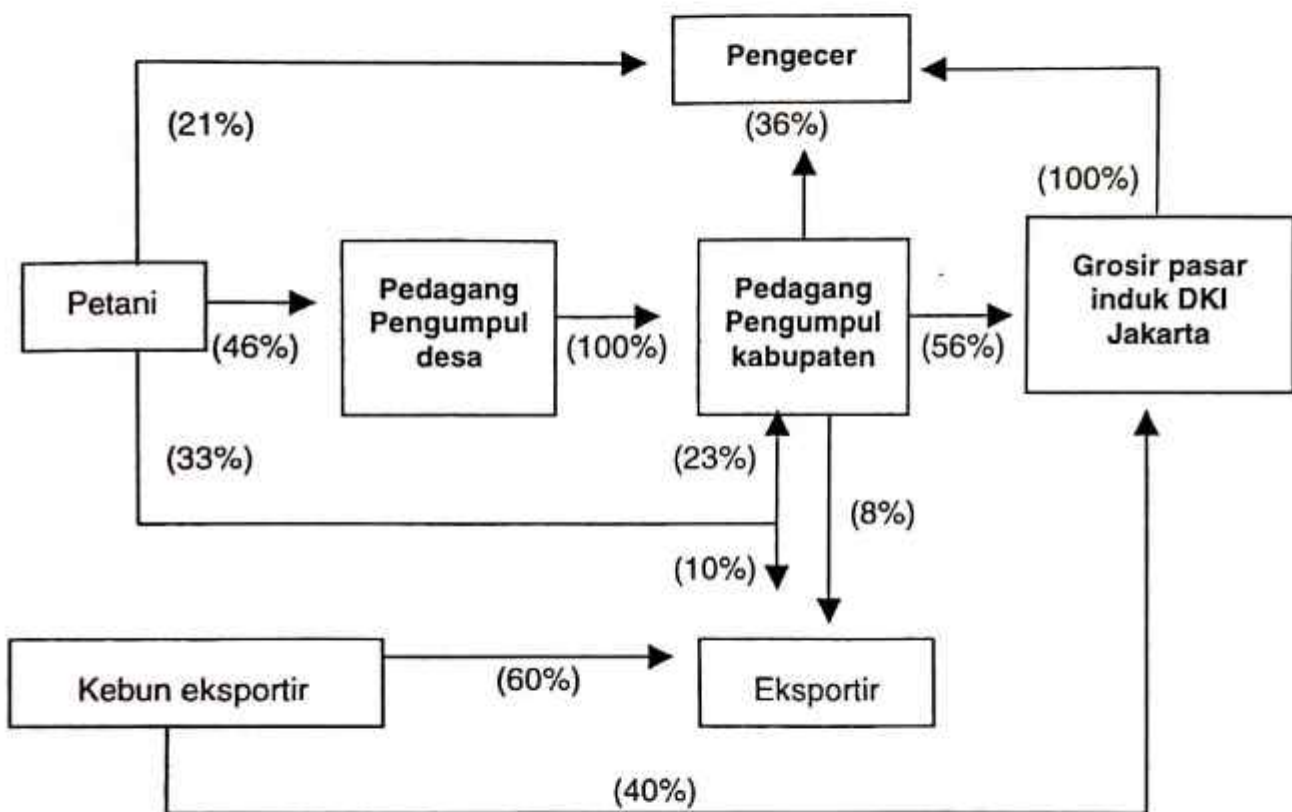 Pengecer
(21%)
(36%)
(100%)
Petani
(46%)
Pedagang
Pengumpul
desa
(100%)
Pedagang
Pengumpul
kabupaten
(56%)
Grosir pasar
induk DKI
Jakarta
(33%)
(23%)
(8%)
(10%)
Kebun eksportir
(60%)
Eksportir
(40%)